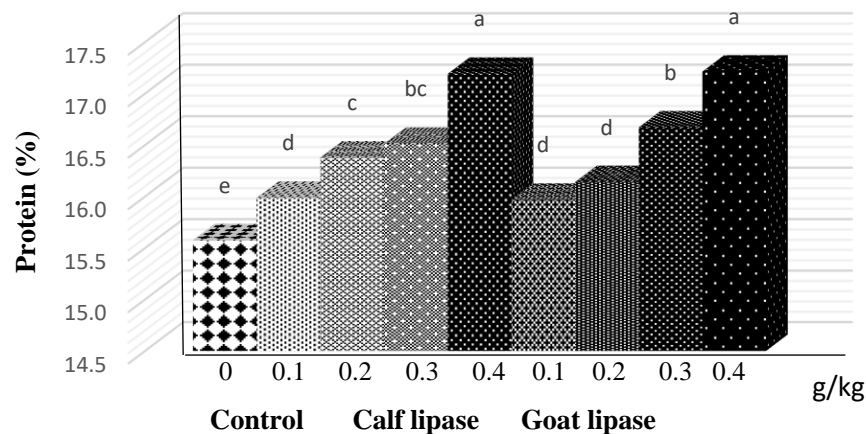 Protein (%)
17.5
17.0
16.5
16.0
15.5
15.0
14.5
e
d
c
bc
a
d
d
b
a
0 0.1 0.2 0.3 0.4 0.1 0.2 0.3 0.4
g/kg
Control Calf lipase Goat lipase